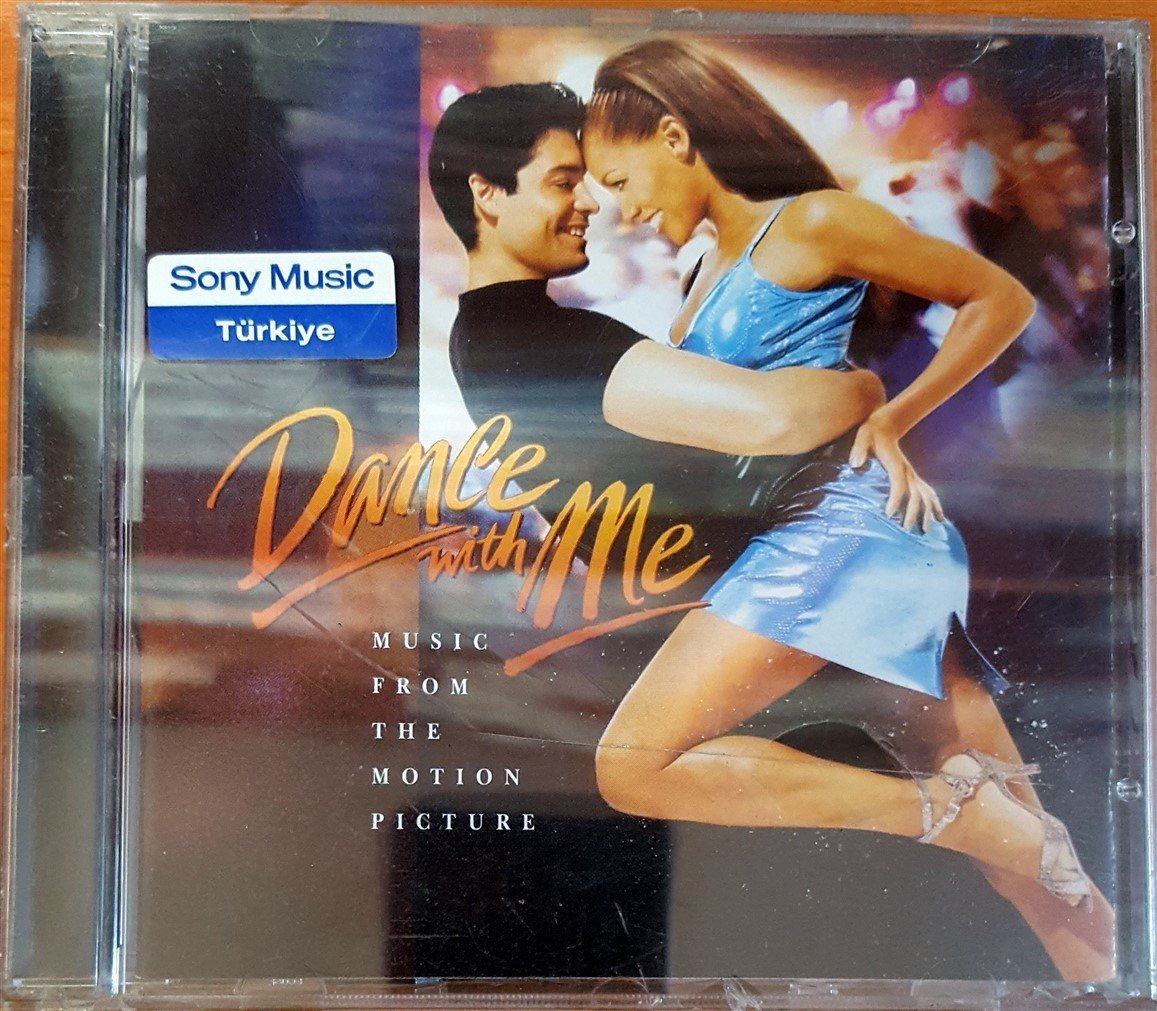 Sony Music
Türkiye
Dance
with Me
MUSIC
FROM
THE
MOTION
PICTURE